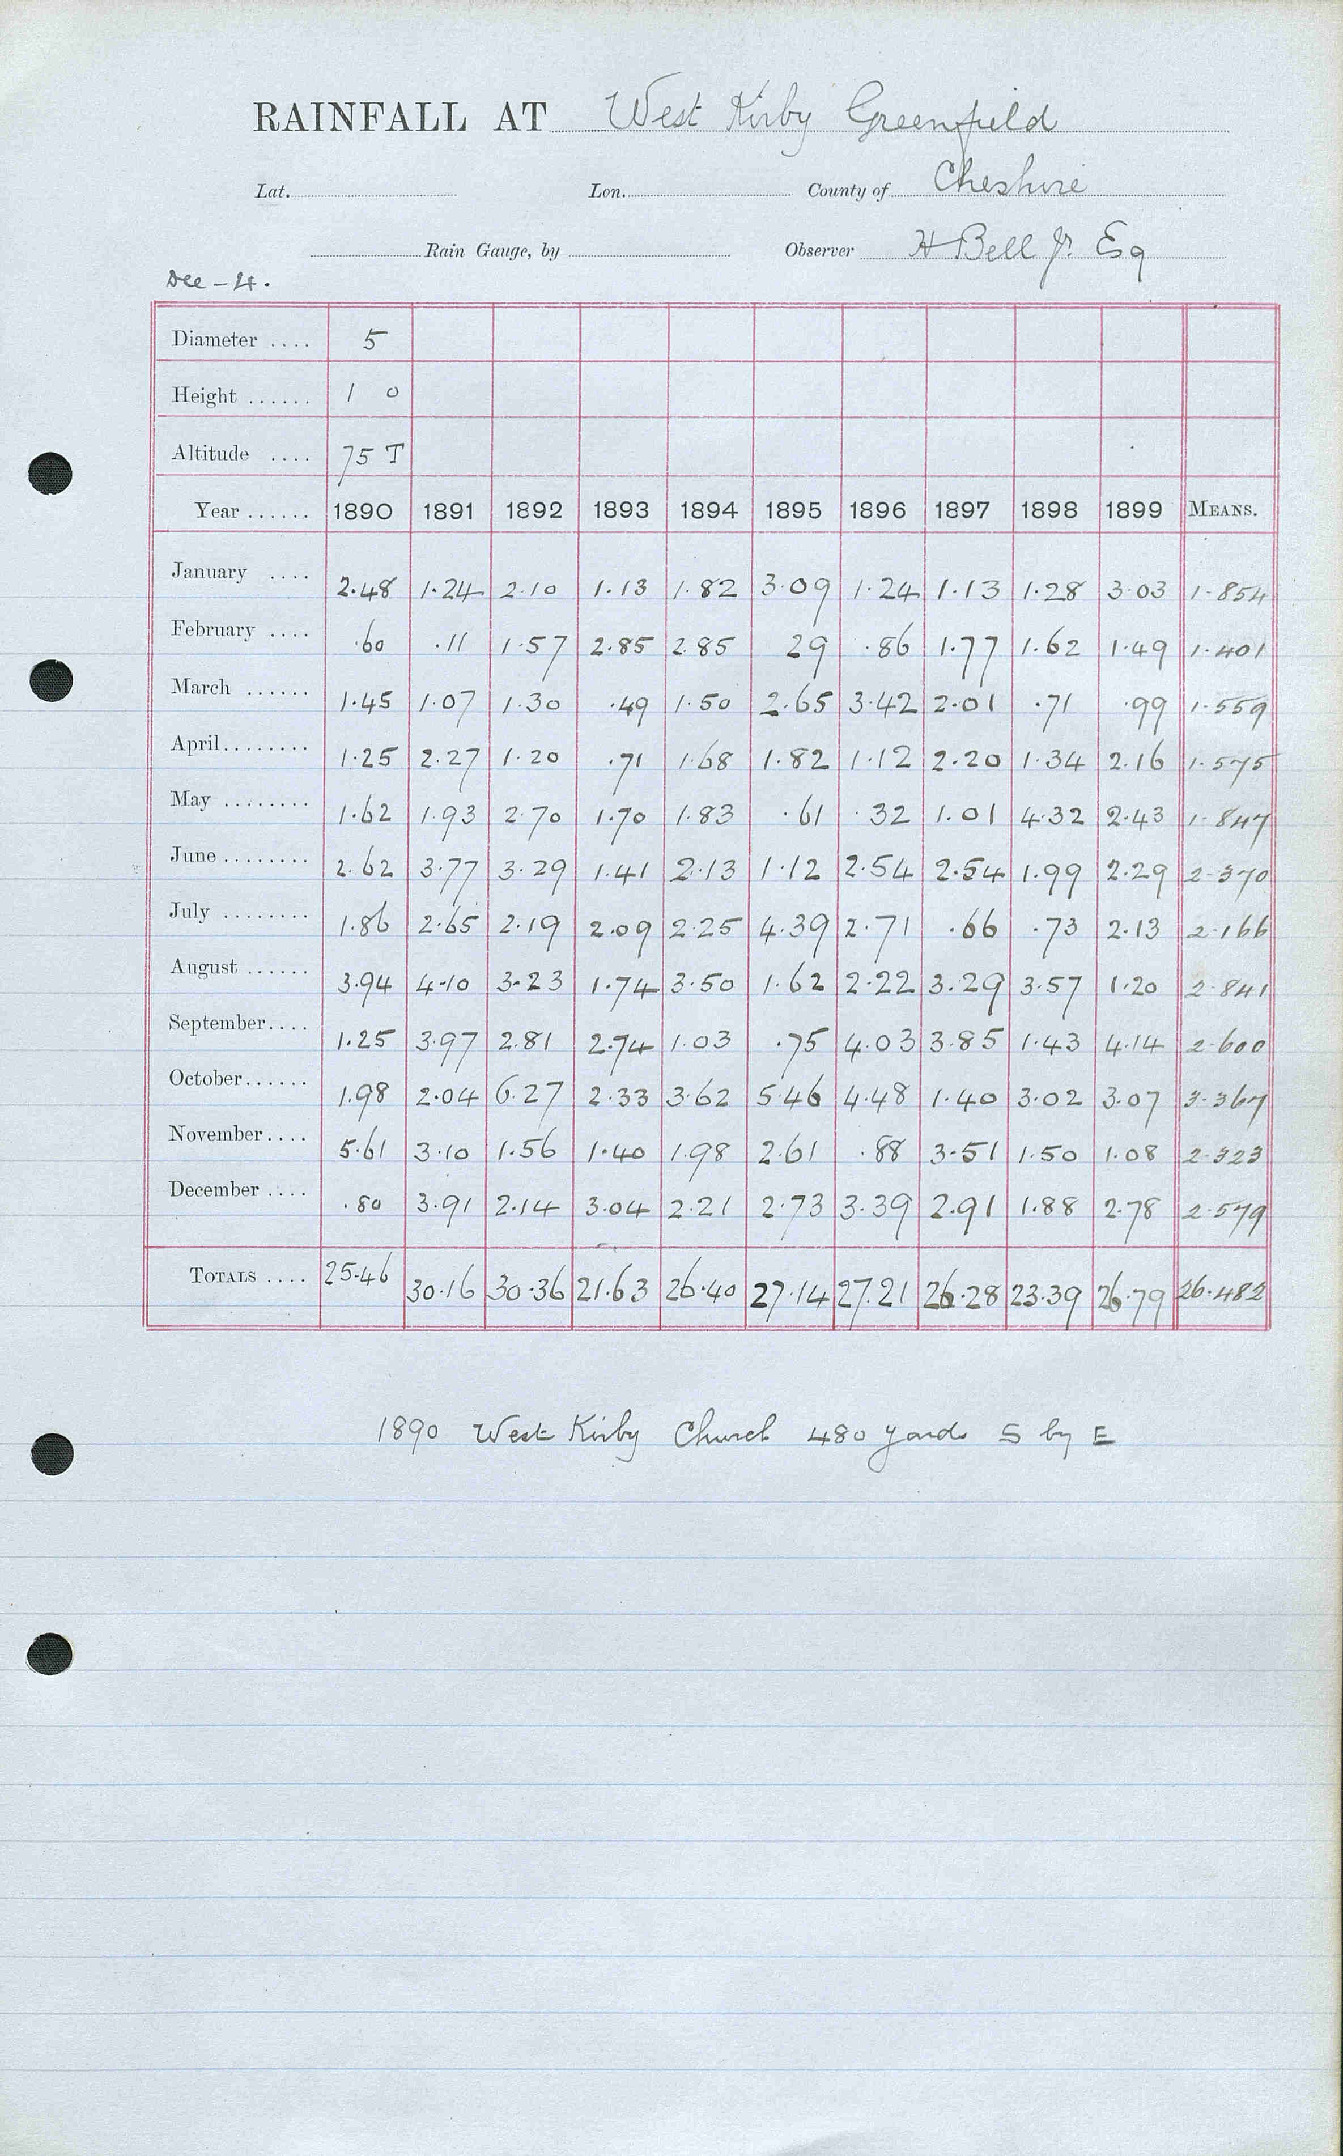 RAINFALL AT West Kirby Greenfield
Lat. Lon. County of Cheshire
Rain Gauge, by Observer H Bell Jr. Esq
Dee - 4.
Diameter .... 5
Height ...... 1 0
Altitude .... 75 T
Year ...... 1890 1891 1892 1893 1894 1895 1896 1897 1898 1899 MEANS.
January .... 2.48 1.24 2.10 1.13 1.82 3.09 1.24 1.13 1.28 3.03 1.854
February .... .60 .11 1.57 2.85 2.85 29 .86 1.77 1.62 1.49 1.401
March ...... 1.45 1.07 1.30 .49 1.50 2.65 3.42 2.01 .71 .99 1.559
April........ 1.25 2.27 1.20 .71 1.68 1.82 1.12 2.20 1.34 2.16 1.575
May ........ 1.62 1.93 2.70 1.70 1.83 .61 .32 1.01 4.32 2.43 1.847
June ........ 2.62 3.77 3.29 1.41 2.13 1.12 2.54 2.54 1.99 2.29 2.370
July ........ 1.86 2.65 2.19 2.09 2.25 4.39 2.71 .66 .73 2.13 2.166
August ...... 3.94 4.10 3.23 1.74 3.50 1.62 2.22 3.29 3.57 1.20 2.841
September.... 1.25 3.97 2.81 2.74 1.03 .75 4.03 3.85 1.43 4.14 2.600
October...... 1.98 2.04 6.27 2.33 3.62 5.46 4.48 1.40 3.02 3.07 3.367
November.... 5.61 3.10 1.56 1.40 1.98 2.61 .88 3.51 1.50 1.08 2.323
December .... .80 3.91 2.14 3.04 2.21 2.73 3.39 2.91 1.88 2.78 2.579
TOTALS .... 25.46 30.16 30.36 21.63 26.40 27.14 27.21 26.28 23.39 26.79 26.482
1890 West Kirby Church 480 yards S by E